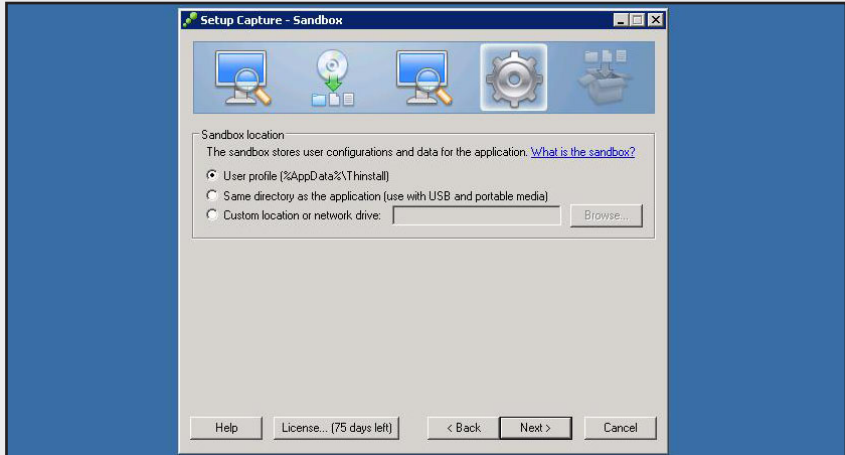 Setup Capture - Sandbox
Sandbox location
The sandbox stores user configurations and data for the application. What is the sandbox?
User profile (%AppData%\Thinstall)
Same directory as the application (use with USB and portable media)
Custom location or network drive:
Browse...
Help
License... (75 days left)
< Back
Next >
Cancel